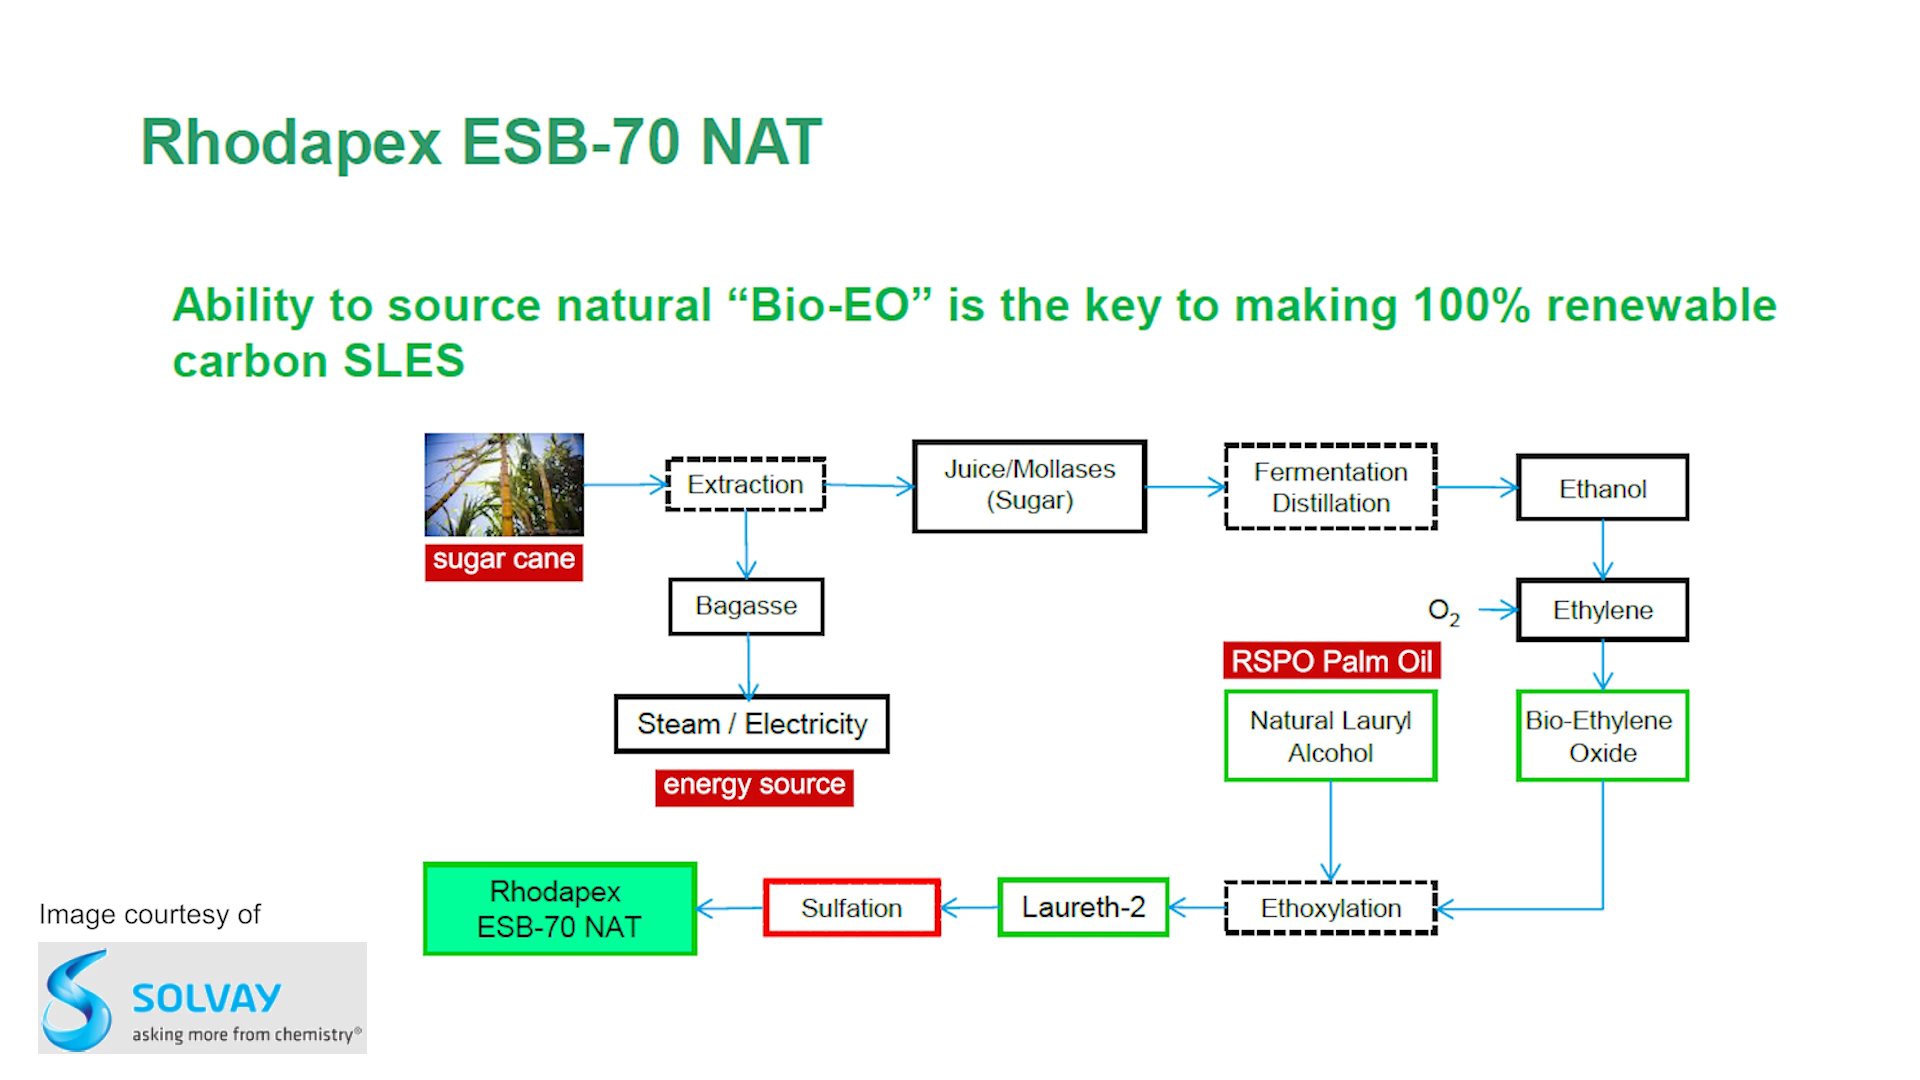 Rhodapex ESB-70 NAT
Ability to source natural “Bio-EO” is the key to making 100% renewable
carbon SLES
sugar cane
Extraction
Juice/Mollases
(Sugar)
Fermentation
Distillation
Ethanol
Bagasse
O₂
Ethylene
Steam / Electricity
energy source
RSPO Palm Oil
Natural Lauryl
Alcohol
Bio-Ethylene
Oxide
Rhodapex
ESB-70 NAT
Sulfation
Laureth-2
Ethoxylation
Image courtesy of
SOLVAY
asking more from chemistry®